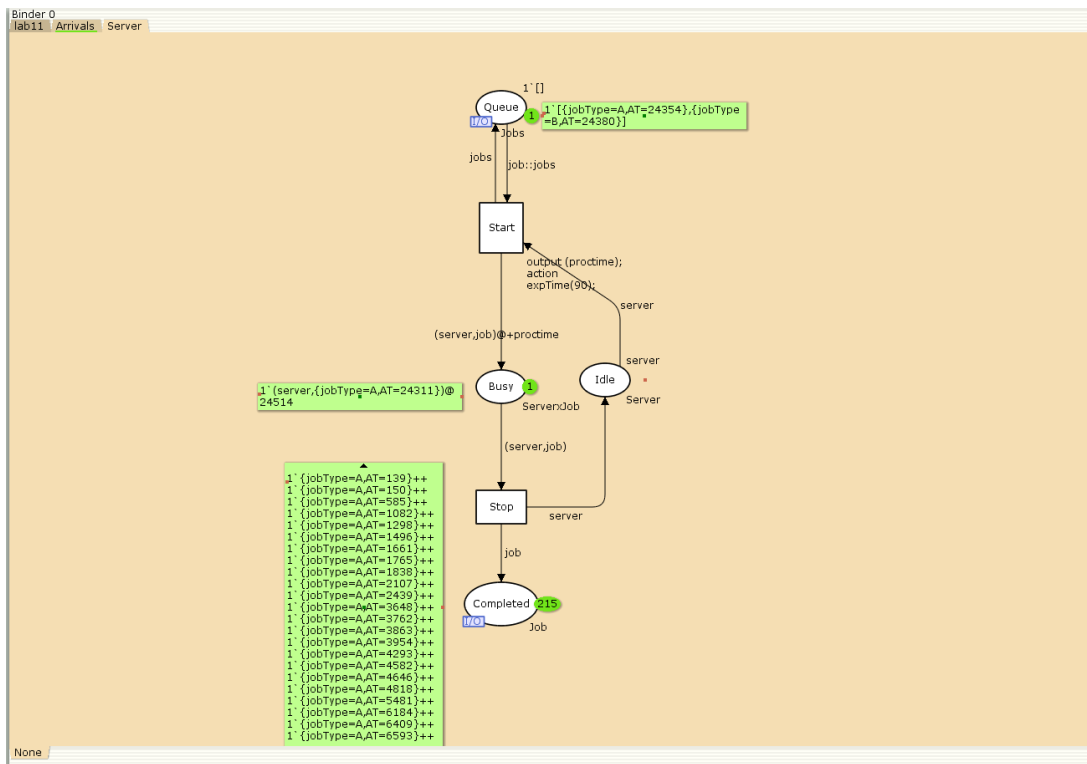 Binder 0
lab11 Arrivals Server
1`[]
Queue
1
1`[{jobType=A,AT=24354},{jobType
=B,AT=24380}]
I/O
Jobs
jobs
job::jobs
Start
output (proctime);
action
expTime(90);
server
(server,job)@+proctime
server
Busy
1
Idle
Server
ServerxJob
1`(server,{jobType=A,AT=24311})@
24514
(server,job)
Stop
server
job
Completed
215
I/O
Job
1`{jobType=A,AT=139}++
1`{jobType=A,AT=150}++
1`{jobType=A,AT=585}++
1`{jobType=A,AT=1082}++
1`{jobType=A,AT=1298}++
1`{jobType=A,AT=1496}++
1`{jobType=A,AT=1661}++
1`{jobType=A,AT=1765}++
1`{jobType=A,AT=1838}++
1`{jobType=A,AT=2107}++
1`{jobType=A,AT=2439}++
1`{jobType=A,AT=3648}++
1`{jobType=A,AT=3762}++
1`{jobType=A,AT=3863}++
1`{jobType=A,AT=3954}++
1`{jobType=A,AT=4293}++
1`{jobType=A,AT=4582}++
1`{jobType=A,AT=4646}++
1`{jobType=A,AT=4818}++
1`{jobType=A,AT=5481}++
1`{jobType=A,AT=6184}++
1`{jobType=A,AT=6409}++
1`{jobType=A,AT=6593}++
None